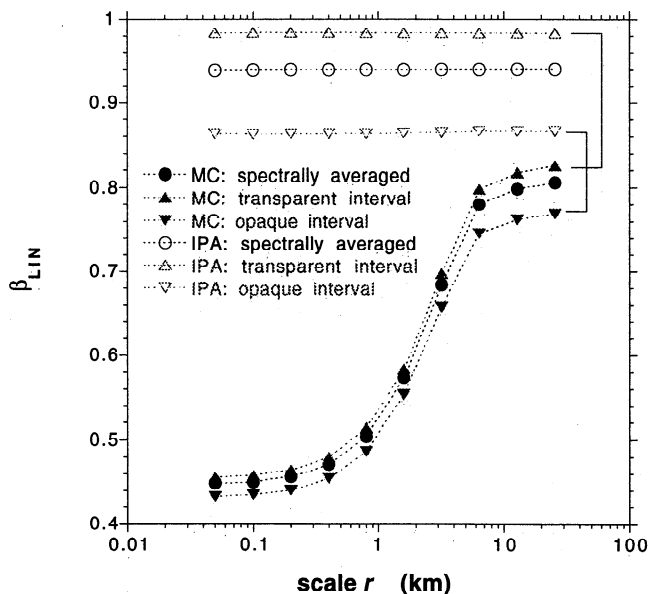 1
0.9
0.8
0.7
0.6
0.5
0.4
β LIN
MC: spectrally averaged
MC: transparent interval
MC: opaque interval
IPA: spectrally averaged
IPA: transparent interval
IPA: opaque interval
0.01 0.1 1 10 100
scale r (km)